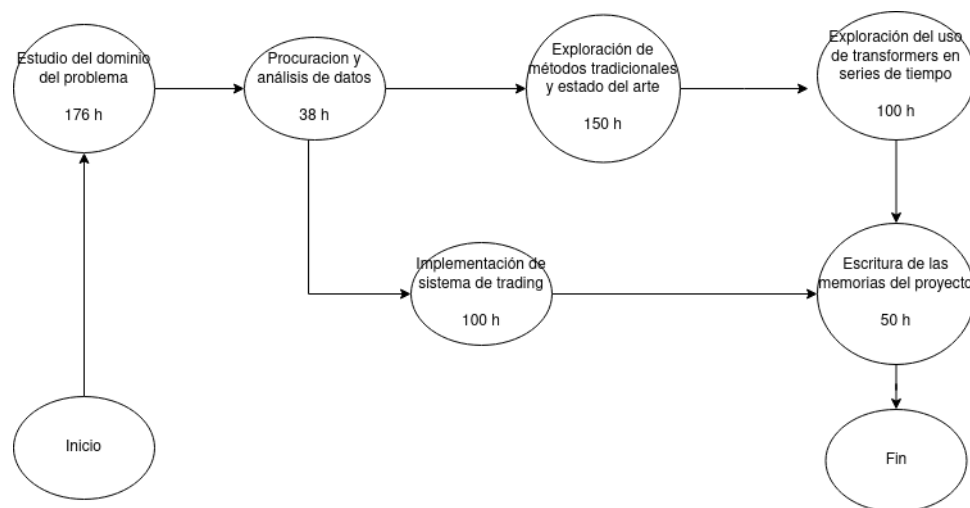 Estudio del dominio
del problema
176 h
Procuracion y
análisis de datos
38 h
Exploración de
métodos tradicionales
y estado del arte
150 h
Exploración del uso
de transformers en
series de tiempo
100 h
Implementación de
sistema de trading
100 h
Escritura de las
memorias del proyecto
50 h
Inicio
Fin